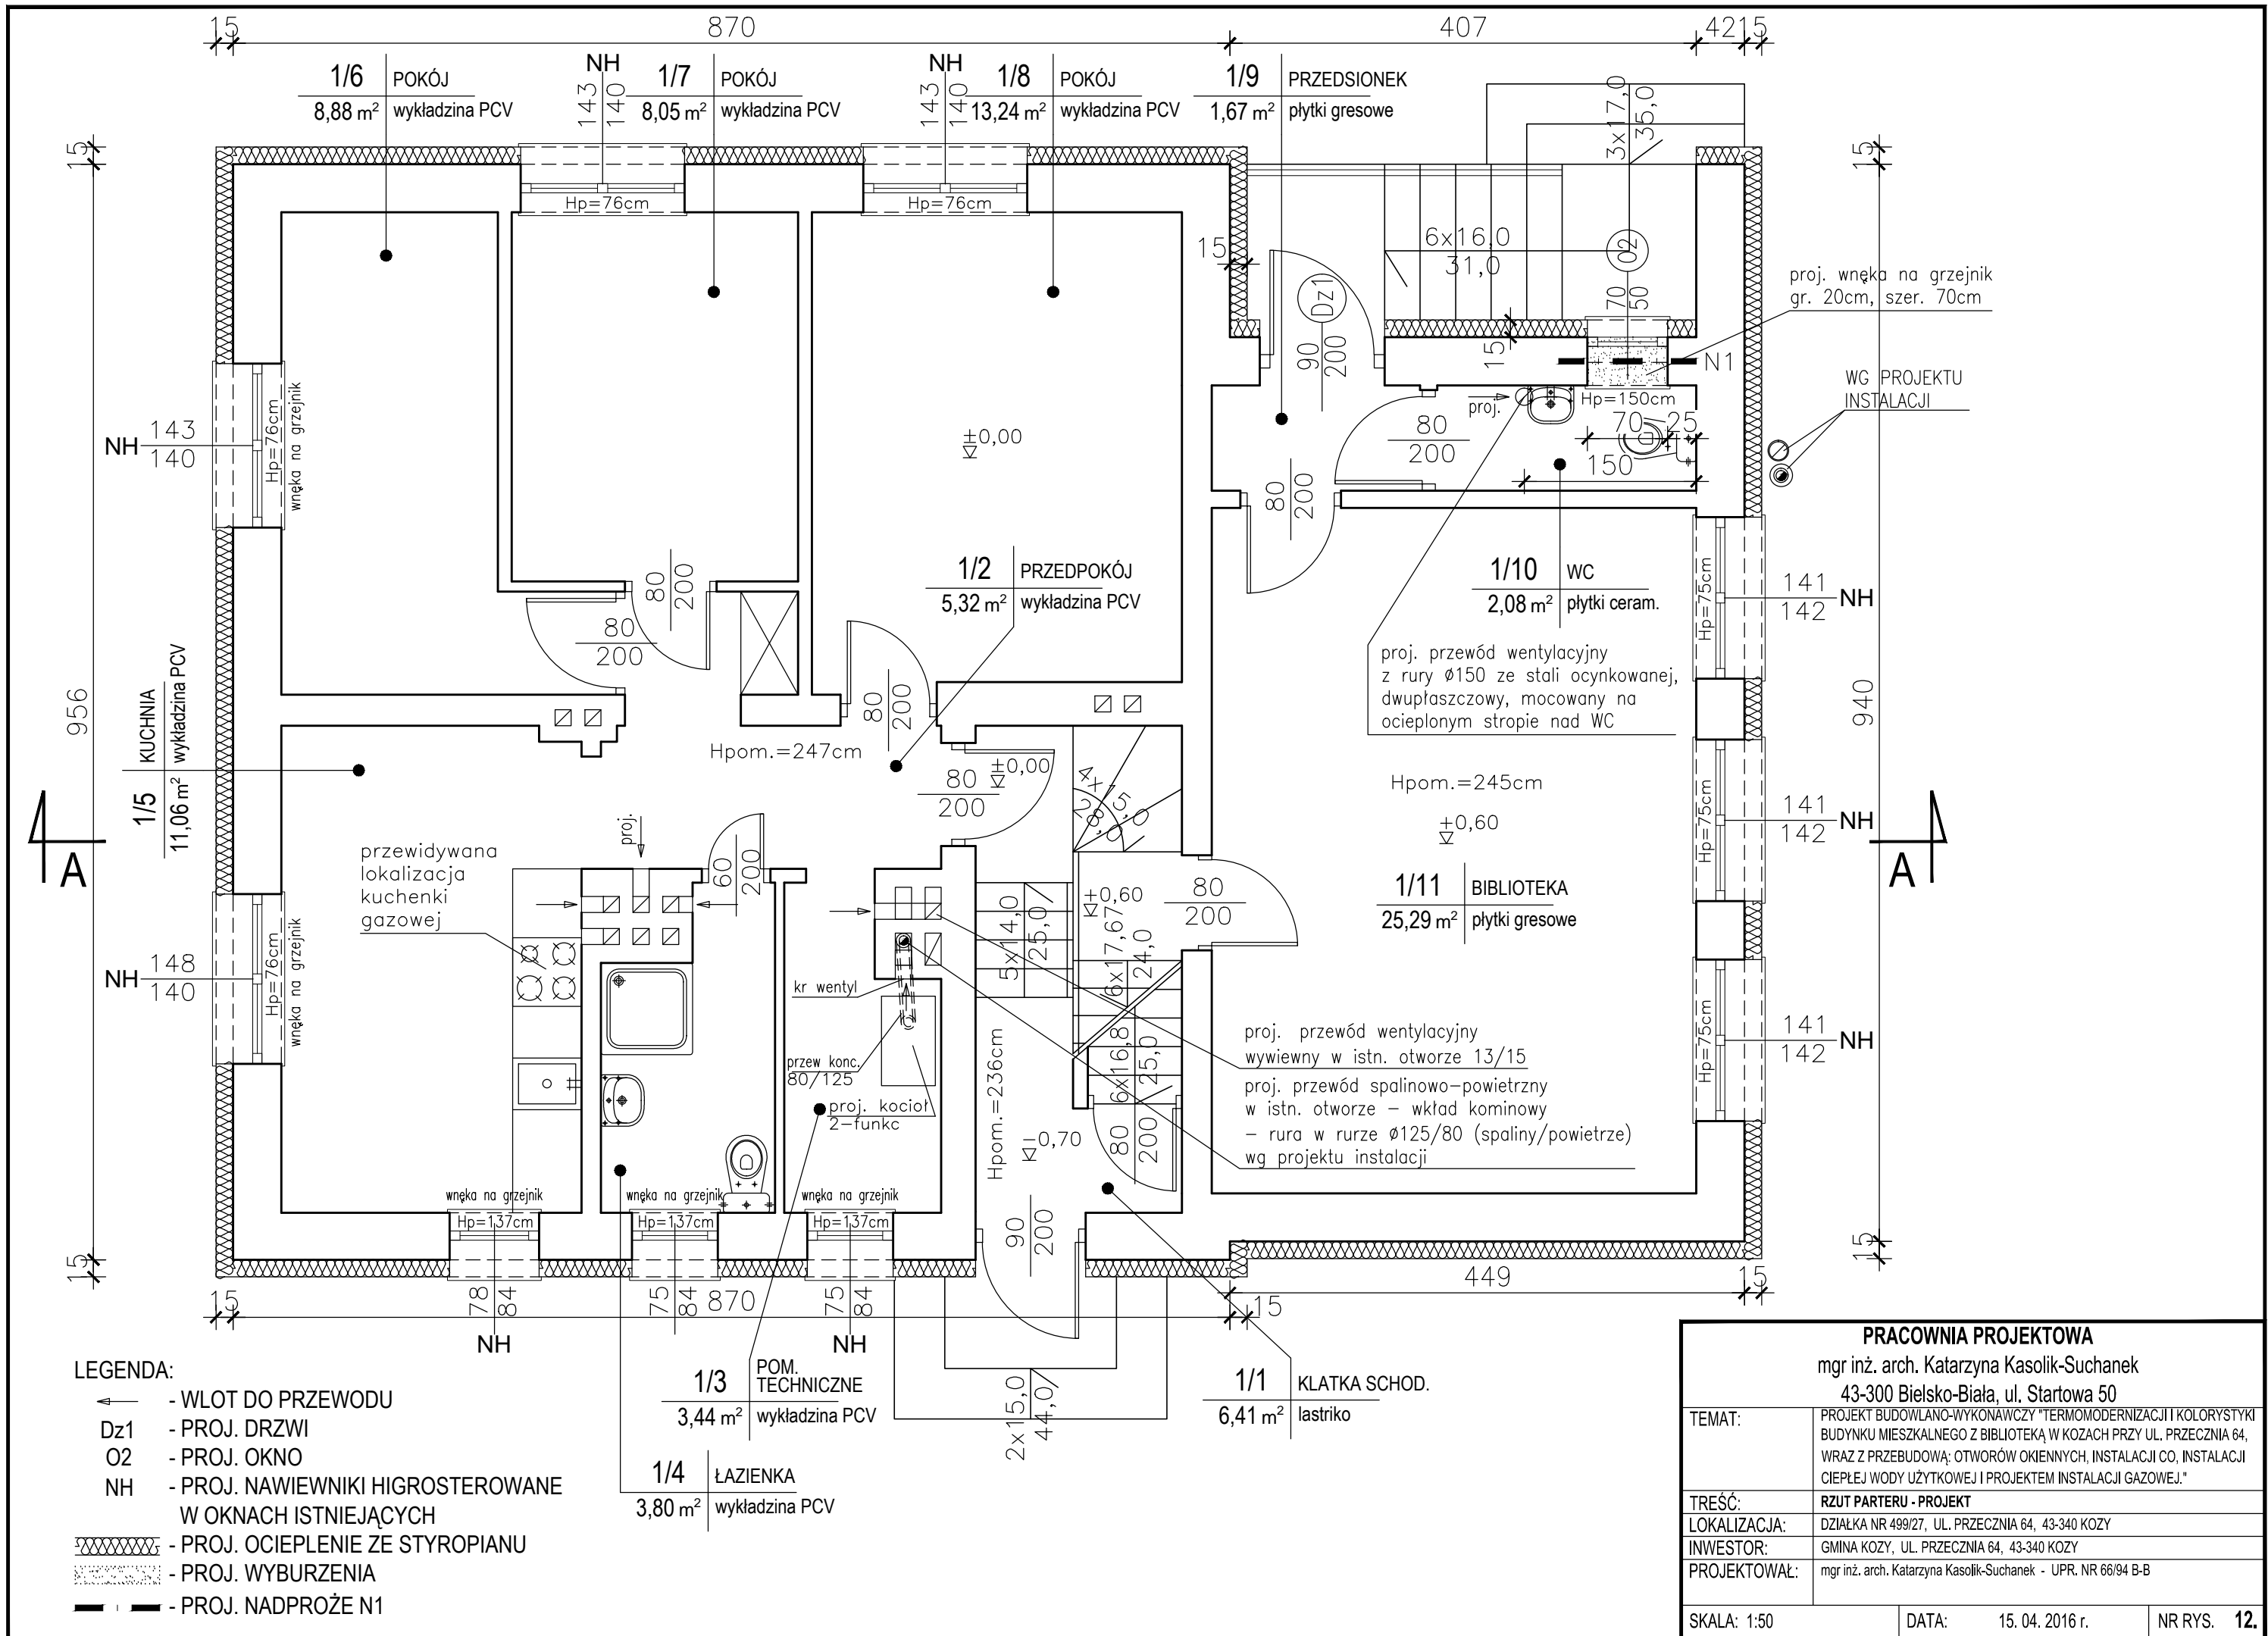 15
870
407
42
15
1/6 POKÓJ
8,88 m² wykładzina PCV
NH
143
140
1/7 POKÓJ
8,05 m² wykładzina PCV
NH
143
140
1/8 POKÓJ
13,24 m² wykładzina PCV
1/9 PRZEDSIONEK
1,67 m² płytki gresowe
3x17,0
35,0
15
15
Hp=76cm
Hp=76cm
15
6x16,0
31,0
O2
70
50
Dz1
90
200
15
N1
proj. wnęka na grzejnik
gr. 20cm, szer. 70cm
WG PROJEKTU
INSTALACJI
proj.
Hp=150cm
70
25
150
80
200
80
200
NH
143
140
Hp=76cm
wnęka na grzejnik
±0,00
1/2 PRZEDPOKÓJ
5,32 m² wykładzina PCV
80
200
80
200
80
200
1/10 WC
2,08 m² płytki ceram.
proj. przewód wentylacyjny
z rury ø150 ze stali ocynkowanej,
dwupłaszczowy, mocowany na
ocieplonym stropie nad WC
Hp=75cm
141
142
NH
956
940
1/5 KUCHNIA
11,06 m² wykładzina PCV
Hpom.=247cm
80
200
±0,00
4x15,0
28,0
Hpom.=245cm
+0,60
Hp=75cm
141
142
NH
A
A
przewidywana
lokalizacja
kuchenki
gazowej
proj.
60
200
+0,60
80
200
1/11 BIBLIOTEKA
25,29 m² płytki gresowe
5x14,0
25,0
6x17,67
24,0
NH
148
140
Hp=76cm
wnęka na grzejnik
kr wentyl
przew konc.
80/125
proj. kocioł
2-funkc
Hpom.=236cm
-0,70
6x16,8
25,0
80
200
proj. przewód wentylacyjny
wywiewny w istn. otworze 13/15
proj. przewód spalinowo-powietrzny
w istn. otworze - wkład kominowy
- rura w rurze ø125/80 (spaliny/powietrze)
wg projektu instalacji
Hp=75cm
141
142
NH
wnęka na grzejnik
wnęka na grzejnik
wnęka na grzejnik
Hp=137cm
Hp=137cm
Hp=137cm
90
200
15
15
15
78
84
75
84
870
75
84
15
449
15
NH
NH
2x15,0
44,0
1/3 POM. TECHNICZNE
3,44 m² wykładzina PCV
1/1 KLATKA SCHOD.
6,41 m² lastriko
1/4 ŁAZIENKA
3,80 m² wykładzina PCV
LEGENDA:
- WLOT DO PRZEWODU
Dz1 - PROJ. DRZWI
O2 - PROJ. OKNO
NH - PROJ. NAWIEWNIKI HIGROSTEROWANE
W OKNACH ISTNIEJĄCYCH
- PROJ. OCIEPLENIE ZE STYROPIANU
- PROJ. WYBURZENIA
- PROJ. NADPROŻE N1
PRACOWNIA PROJEKTOWA
mgr inż. arch. Katarzyna Kasolik-Suchanek
43-300 Bielsko-Biała, ul. Startowa 50
TEMAT: PROJEKT BUDOWLANO-WYKONAWCZY "TERMOMODERNIZACJI I KOLORYSTYKI
BUDYNKU MIESZKALNEGO Z BIBLIOTEKĄ W KOZACH PRZY UL. PRZECZNIA 64,
WRAZ Z PRZEBUDOWĄ: OTWORÓW OKIENNYCH, INSTALACJI CO, INSTALACJI
CIEPŁEJ WODY UŻYTKOWEJ I PROJEKTEM INSTALACJI GAZOWEJ."
TREŚĆ: RZUT PARTERU - PROJEKT
LOKALIZACJA: DZIAŁKA NR 499/27, UL. PRZECZNIA 64, 43-340 KOZY
INWESTOR: GMINA KOZY, UL. PRZECZNIA 64, 43-340 KOZY
PROJEKTOWAŁ: mgr inż. arch. Katarzyna Kasolik-Suchanek - UPR. NR 66/94 B-B
SKALA: 1:50 DATA: 15. 04. 2016 r. NR RYS. 12.